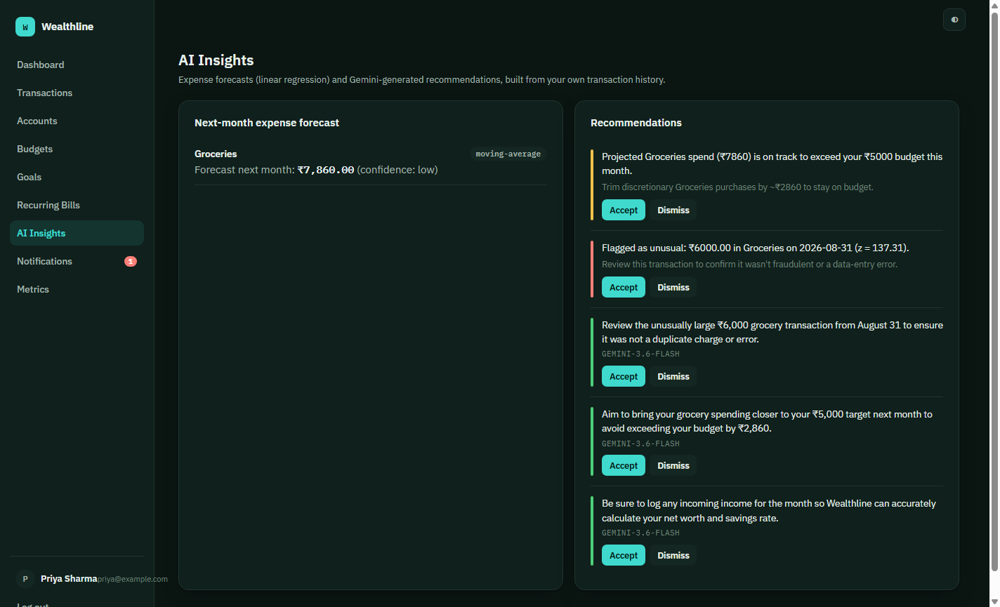 W Wealthline
Dashboard
Transactions
Accounts
Budgets
Goals
Recurring Bills
AI Insights
Notifications 1
Metrics
P Priya Sharma priya@example.com
Log out
AI Insights
Expense forecasts (linear regression) and Gemini-generated recommendations, built from your own transaction history.
Next-month expense forecast
Groceries moving-average
Forecast next month: ₹7,860.00 (confidence: low)
Recommendations
Projected Groceries spend (₹7860) is on track to exceed your ₹5000 budget this
month.
Trim discretionary Groceries purchases by ~₹2860 to stay on budget.
Accept Dismiss
Flagged as unusual: ₹6000.00 in Groceries on 2026-08-31 (z = 137.31).
Review this transaction to confirm it wasn't fraudulent or a data-entry error.
Accept Dismiss
Review the unusually large ₹6,000 grocery transaction from August 31 to ensure
it was not a duplicate charge or error.
GEMINI-3.6-FLASH
Accept Dismiss
Aim to bring your grocery spending closer to your ₹5,000 target next month to
avoid exceeding your budget by ₹2,860.
GEMINI-3.6-FLASH
Accept Dismiss
Be sure to log any incoming income for the month so Wealthline can accurately
calculate your net worth and savings rate.
GEMINI-3.6-FLASH
Accept Dismiss